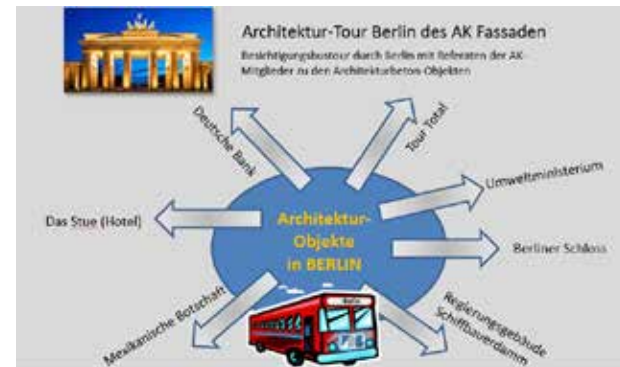 Architektur-Tour Berlin des AK Fassaden
Besichtigungsbustour durch Berlin mit Referaten der AK-
Mitglieder zu den Architekturbeton-Objekten
Deutsche Bank
Tour Total
Umweltministerium
Das Stue (Hotel)
Architektur-
Objekte
in BERLIN
Berliner Schloss
Mexikanische Botschaft
Regierungsgebäude
Schiffbauerdamm
Berlin